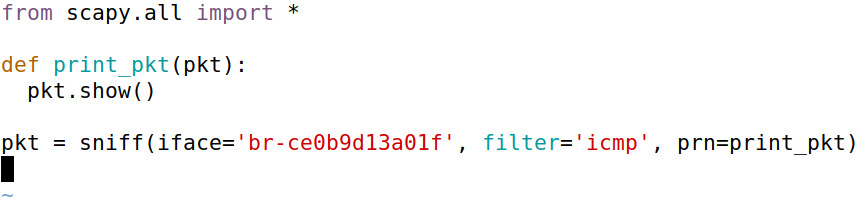 from scapy.all import *
def print_pkt(pkt):
  pkt.show()
pkt = sniff(iface='br-ce0b9d13a01f', filter='icmp', prn=print_pkt)
~